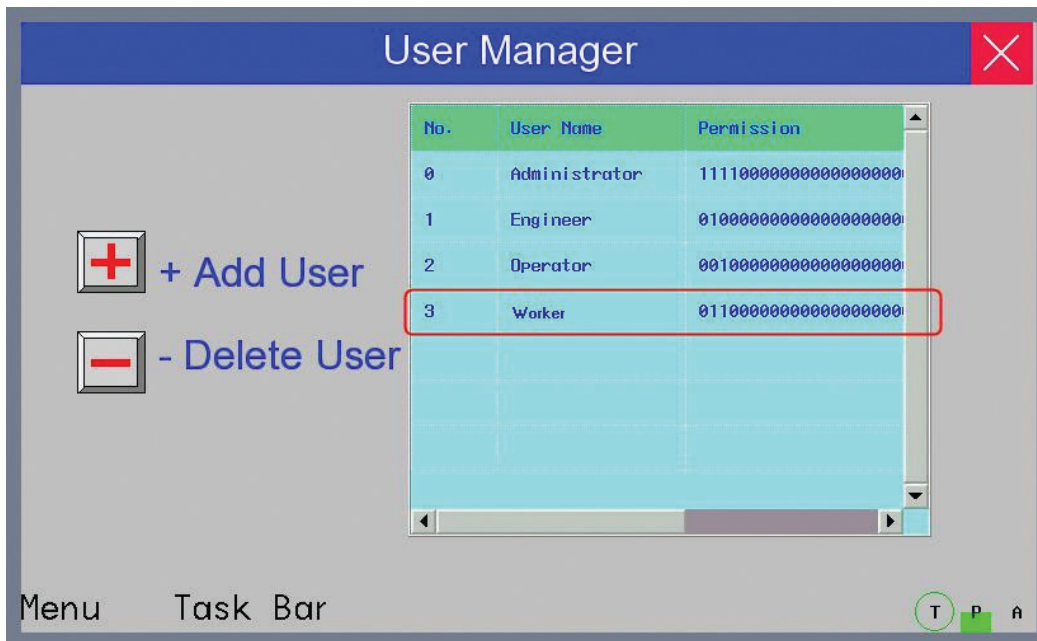 User Manager
No. User Name Permission
0 Administrator 11110000000000000000
1 Engineer 01000000000000000000
2 Operator 00100000000000000000
3 Worker 01100000000000000000
+ Add User
- Delete User
Menu Task Bar
T P A